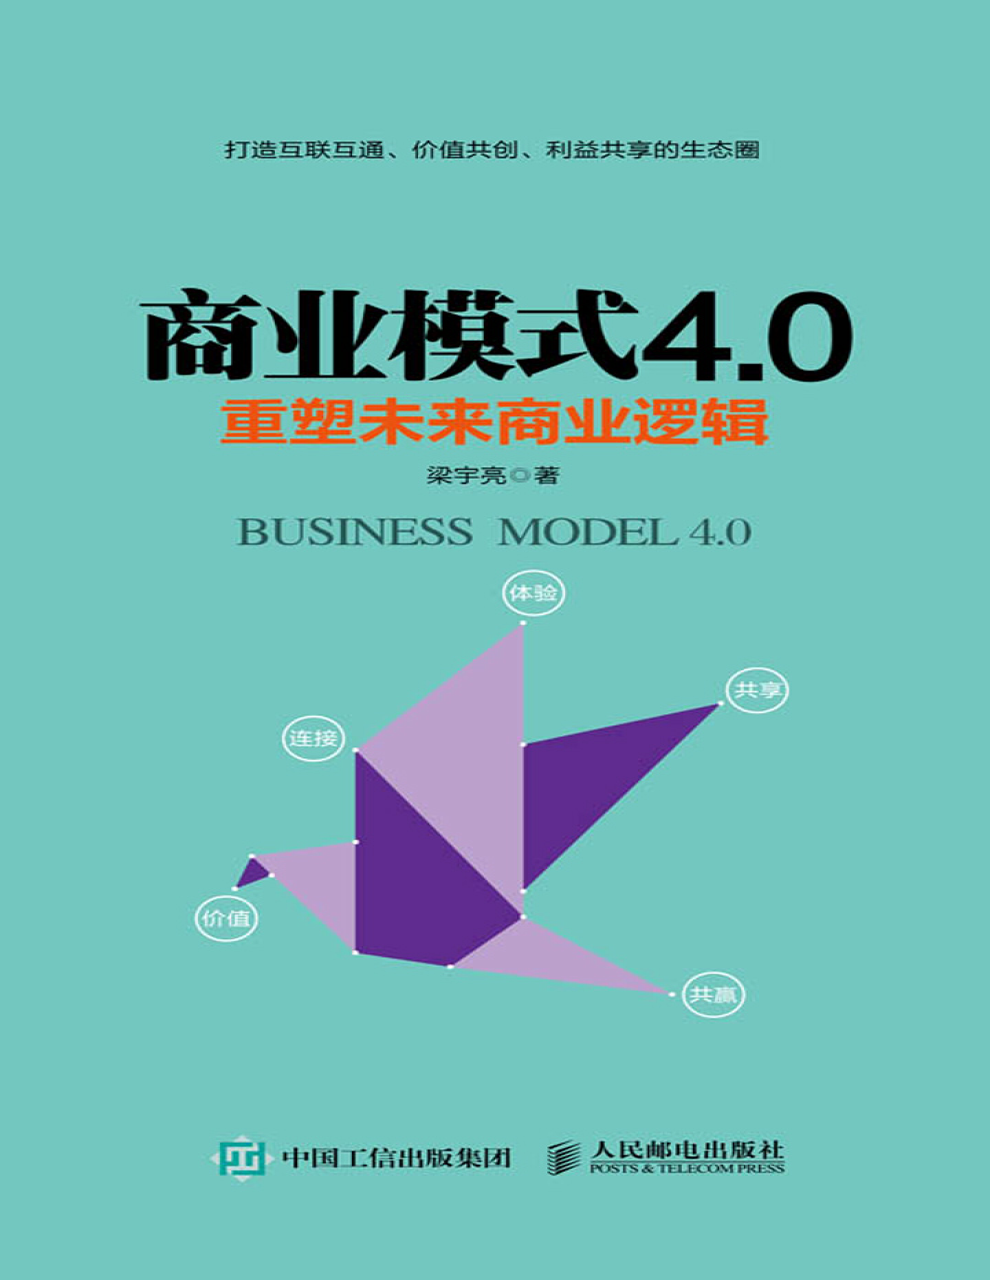 打造互联互通、价值共创、利益共享的生态圈
商业模式4.0
重塑未来商业逻辑
梁宇亮◎著
BUSINESS MODEL 4.0
体验
共享
连接
价值
共赢
中国工信出版集团
人民邮电出版社
POSTS & TELECOM PRESS